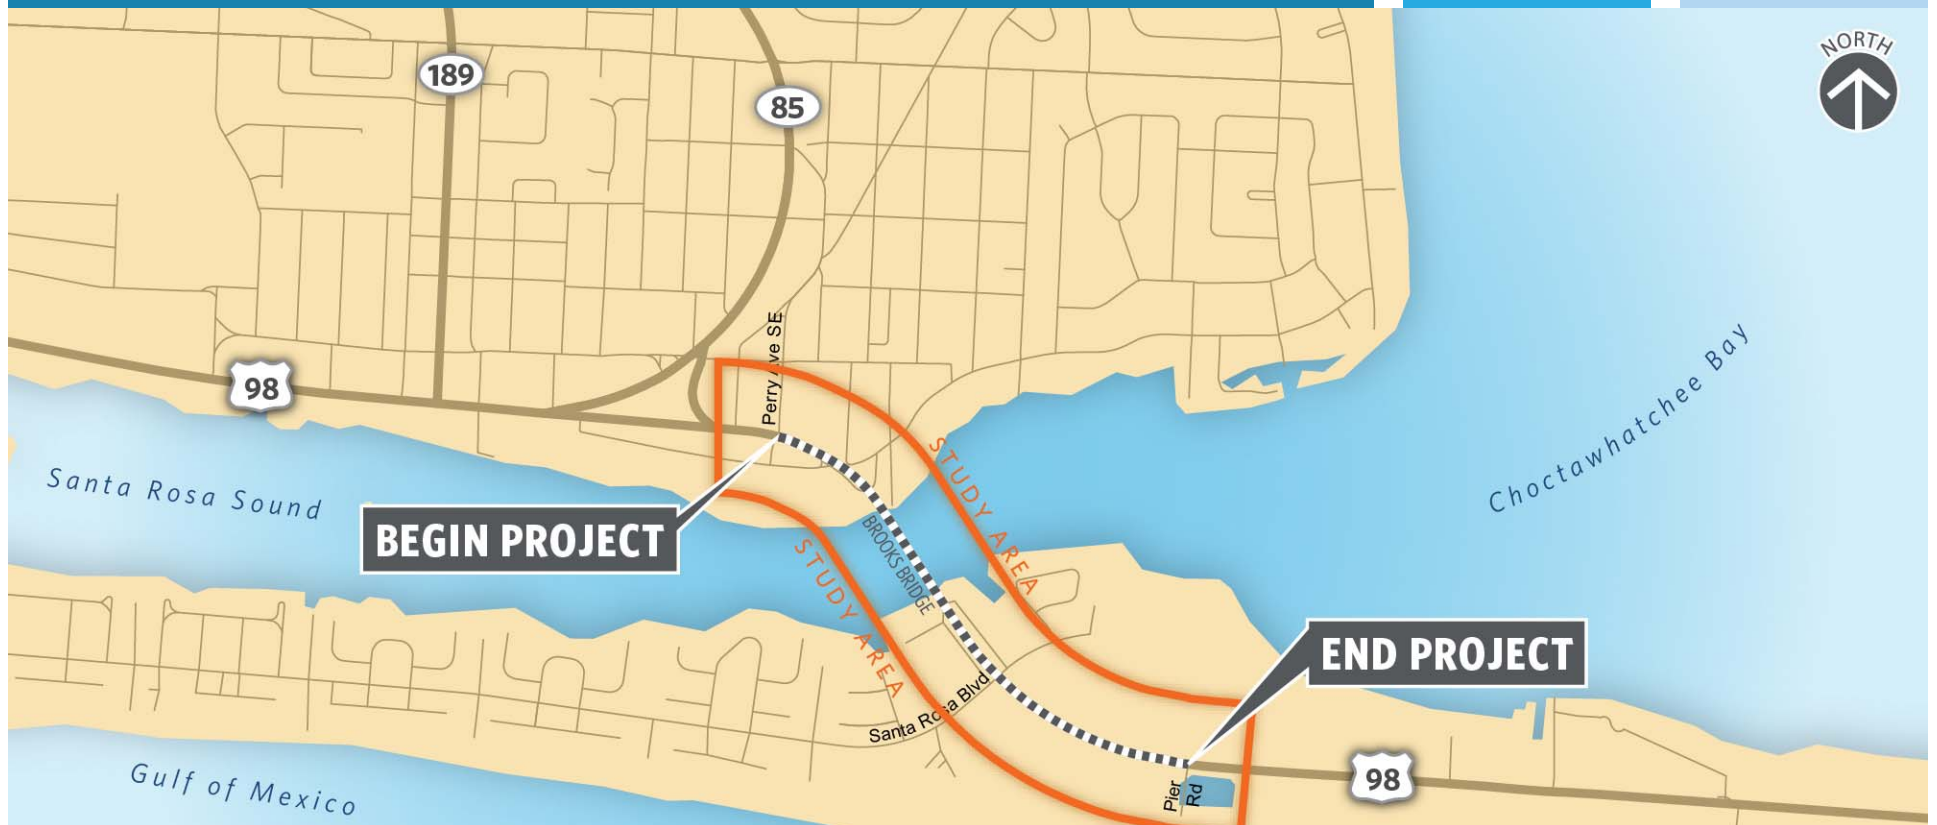 NORTH
189
85
Perry Ave SE
98
Choctawhatchee Bay
Santa Rosa Sound
BEGIN PROJECT
STUDY AREA
BROOKS BRIDGE
STUDY AREA
END PROJECT
Santa Rosa Blvd
98
Pier
Rd
Gulf of Mexico